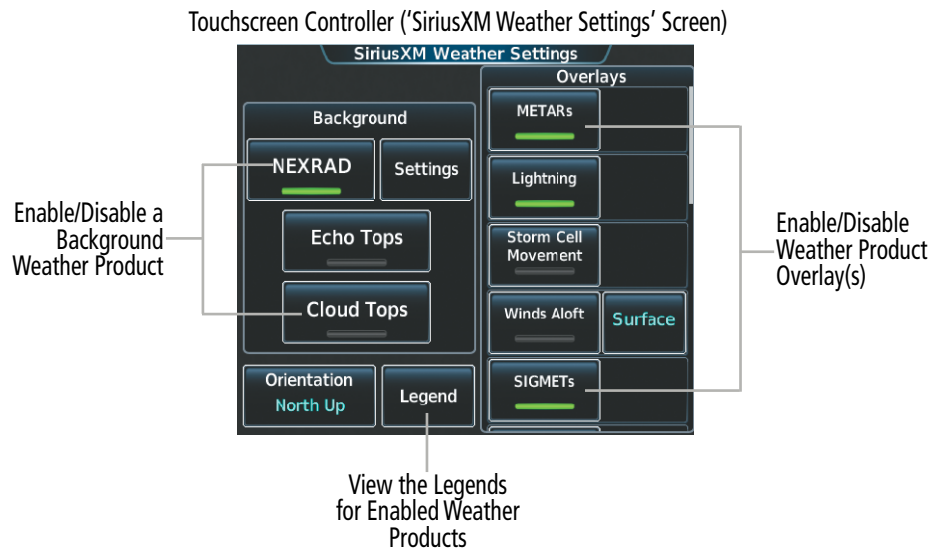 Touchscreen Controller (‘SiriusXM Weather Settings’ Screen)
SiriusXM Weather Settings
Background
NEXRAD
Settings
Echo Tops
Cloud Tops
Orientation
North Up
Legend
Overlays
METARs
Lightning
Storm Cell
Movement
Winds Aloft
Surface
SIGMETs
Enable/Disable a
Background
Weather Product
Enable/Disable
Weather Product
Overlay(s)
View the Legends
for Enabled Weather
Products